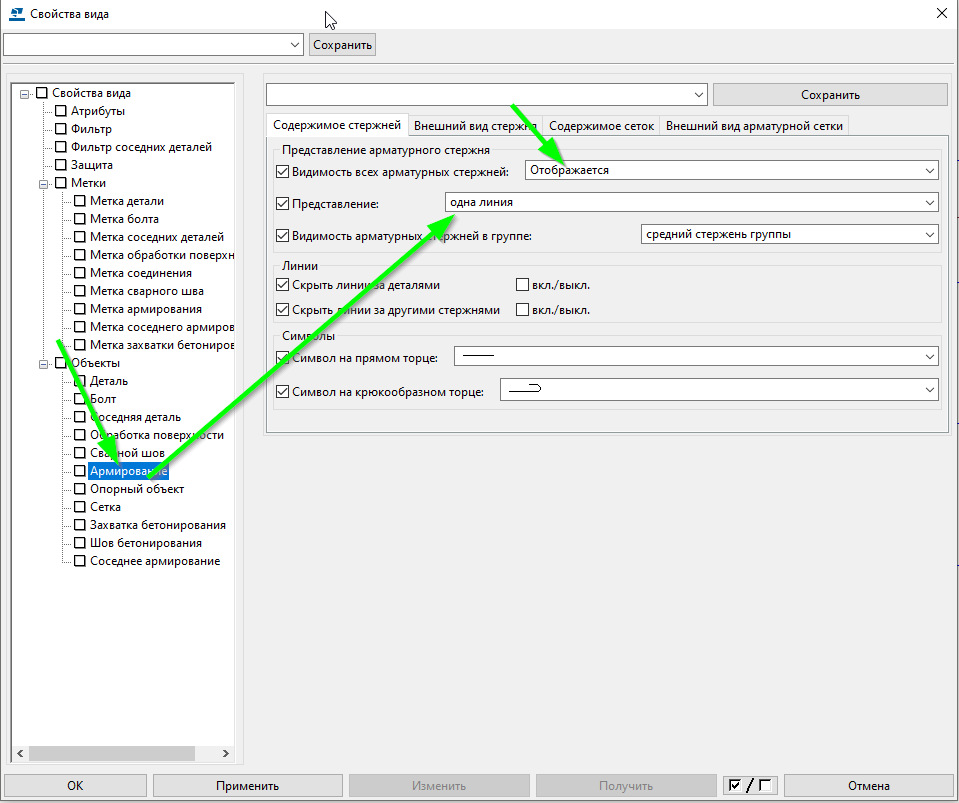 Свойства вида
Сохранить
Свойства вида
Атрибуты
Фильтр
Фильтр соседних деталей
Защита
Метки
Метка детали
Метка болта
Метка соседних деталей
Метка обработки поверхн
Метка соединения
Метка сварного шва
Метка армирования
Метка соседнего армиров
Метка захватки бетониров
Объекты
Деталь
Болт
Соседняя деталь
Обработка поверхности
Сварной шов
Армирование
Опорный объект
Сетка
Захватка бетонирования
Шов бетонирования
Соседнее армирование
Сохранить
Содержимое стержней Внешний вид стержня Содержимое сеток Внешний вид арматурной сетки
Представление арматурного стержня
Видимость всех арматурных стержней: Отображается
Представление: одна линия
Видимость арматурных стержней в группе: средний стержень группы
Линии
Скрыть линии за деталями вкл./выкл.
Скрыть линии за другими стержнями вкл./выкл.
Символы
Символ на прямом торце:
Символ на крюкообразном торце:
ОК Применить Изменить Получить / Отмена